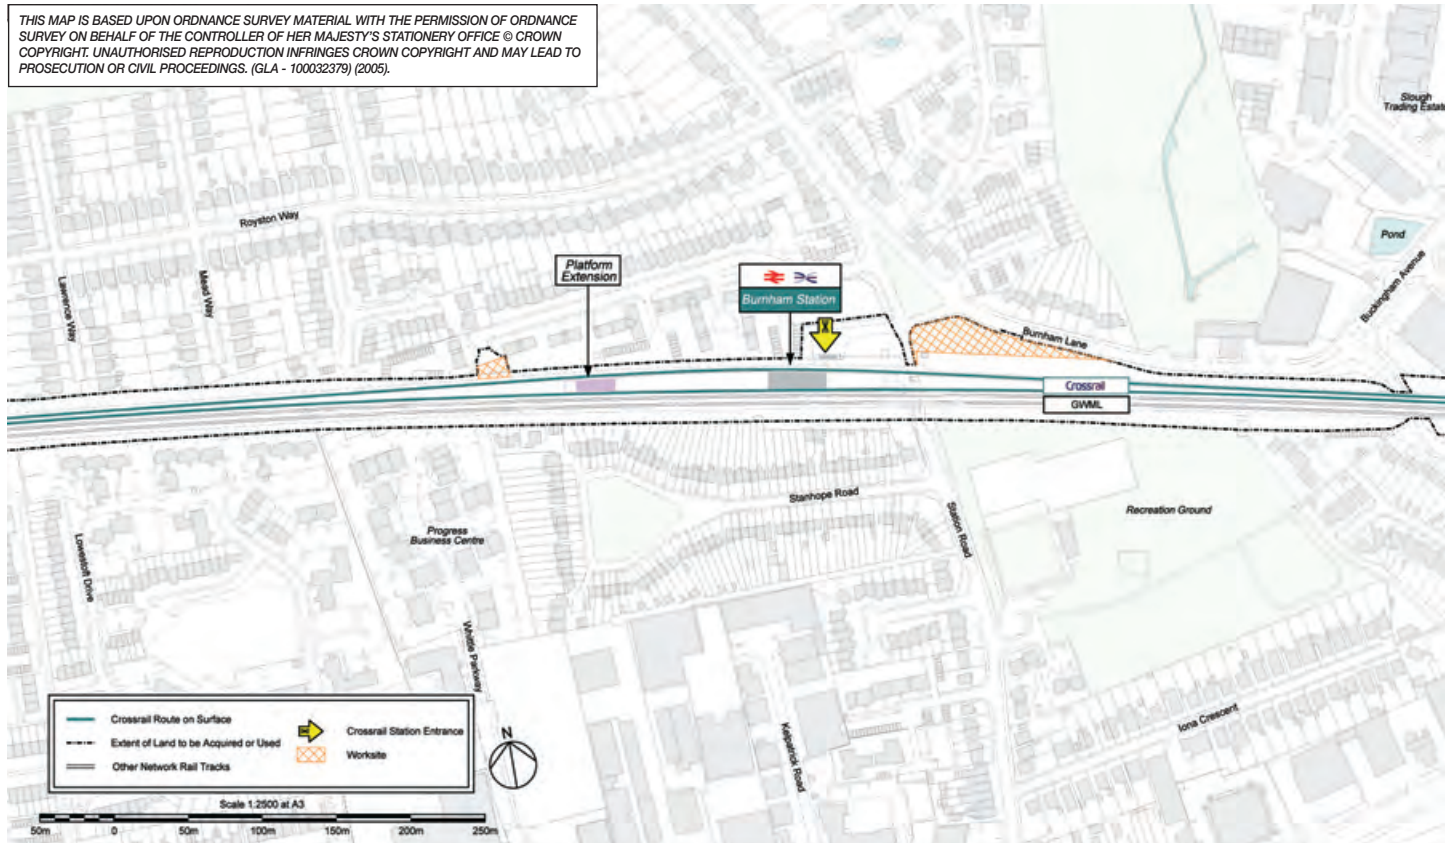 THIS MAP IS BASED UPON ORDNANCE SURVEY MATERIAL WITH THE PERMISSION OF ORDNANCE
SURVEY ON BEHALF OF THE CONTROLLER OF HER MAJESTY'S STATIONERY OFFICE © CROWN
COPYRIGHT. UNAUTHORISED REPRODUCTION INFRINGES CROWN COPYRIGHT AND MAY LEAD TO
PROSECUTION OR CIVIL PROCEEDINGS. (GLA - 100032379) (2005).
Slough
Trading Estate
Royston Way
Pond
Platform
Extension
Lawrence Way
Mead Way
Buckingham Avenue
Burnham Station
Burnham Lane
Crossrail
GWML
Stanhope Road
Station Road
Recreation Ground
Progress
Business Centre
Lowestoft Drive
Whittle Parkway
Iona Crescent
Kelpatrick Road
Crossrail Route on Surface
Extent of Land to be Acquired or Used
Other Network Rail Tracks
Crossrail Station Entrance
Worksite
N
Scale 1:2500 at A3
50m 0 50m 100m 150m 200m 250m